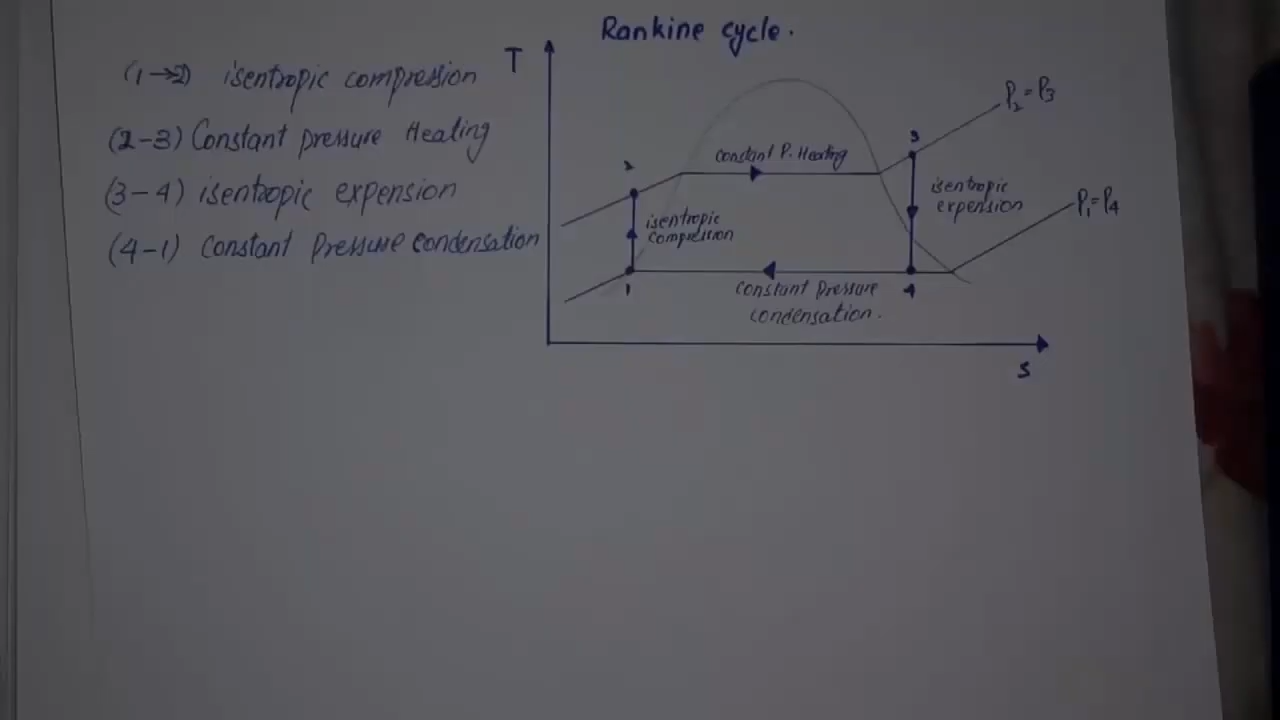 Rankine cycle.
(1→2) isentropic compression
(2-3) Constant pressure Heating
(3-4) isentropic expension
(4-1) Constant Pressure condensation
T
P2=P3
3
constant P. Heating
2
isentropic
expension
P1=P4
isentropic
compression
1
constant pressure
condensation.
4
S